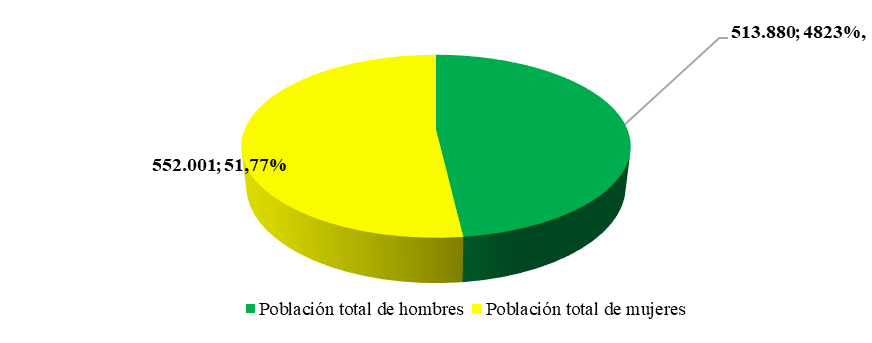 513.880; 4823%,
552.001; 51,77%
Población total de hombres Población total de mujeres